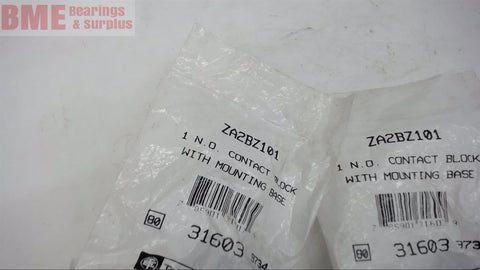 BME Bearings
& Surplus
ZA2BZ101
1 N.O. CONTACT BLOCK
WITH MOUNTING BASE
80
31603
ZA2BZ101
1 N.O. CONTACT BLOCK
WITH MOUNTING BASE
80
31603